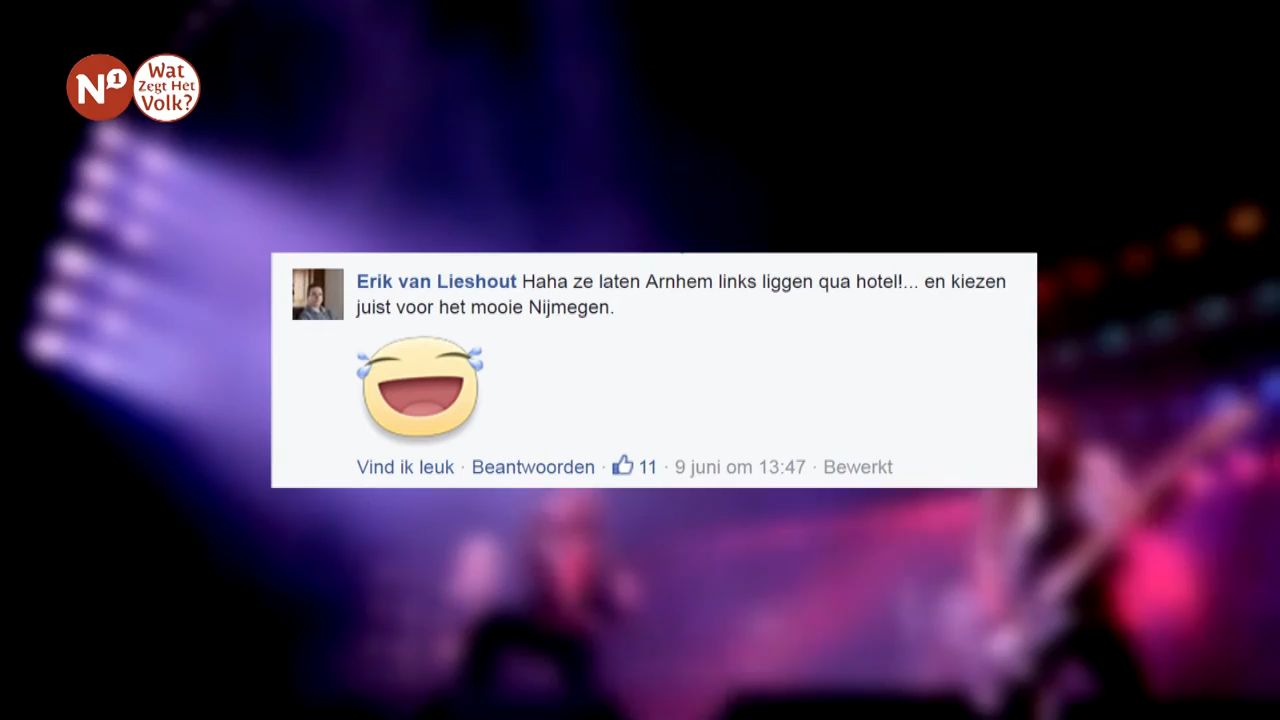 N1
Wat
Zegt Het
Volk?
Erik van Lieshout Haha ze laten Arnhem links liggen qua hotel!... en kiezen
juist voor het mooie Nijmegen.
Vind ik leuk · Beantwoorden · 11 · 9 juni om 13:47 · Bewerkt